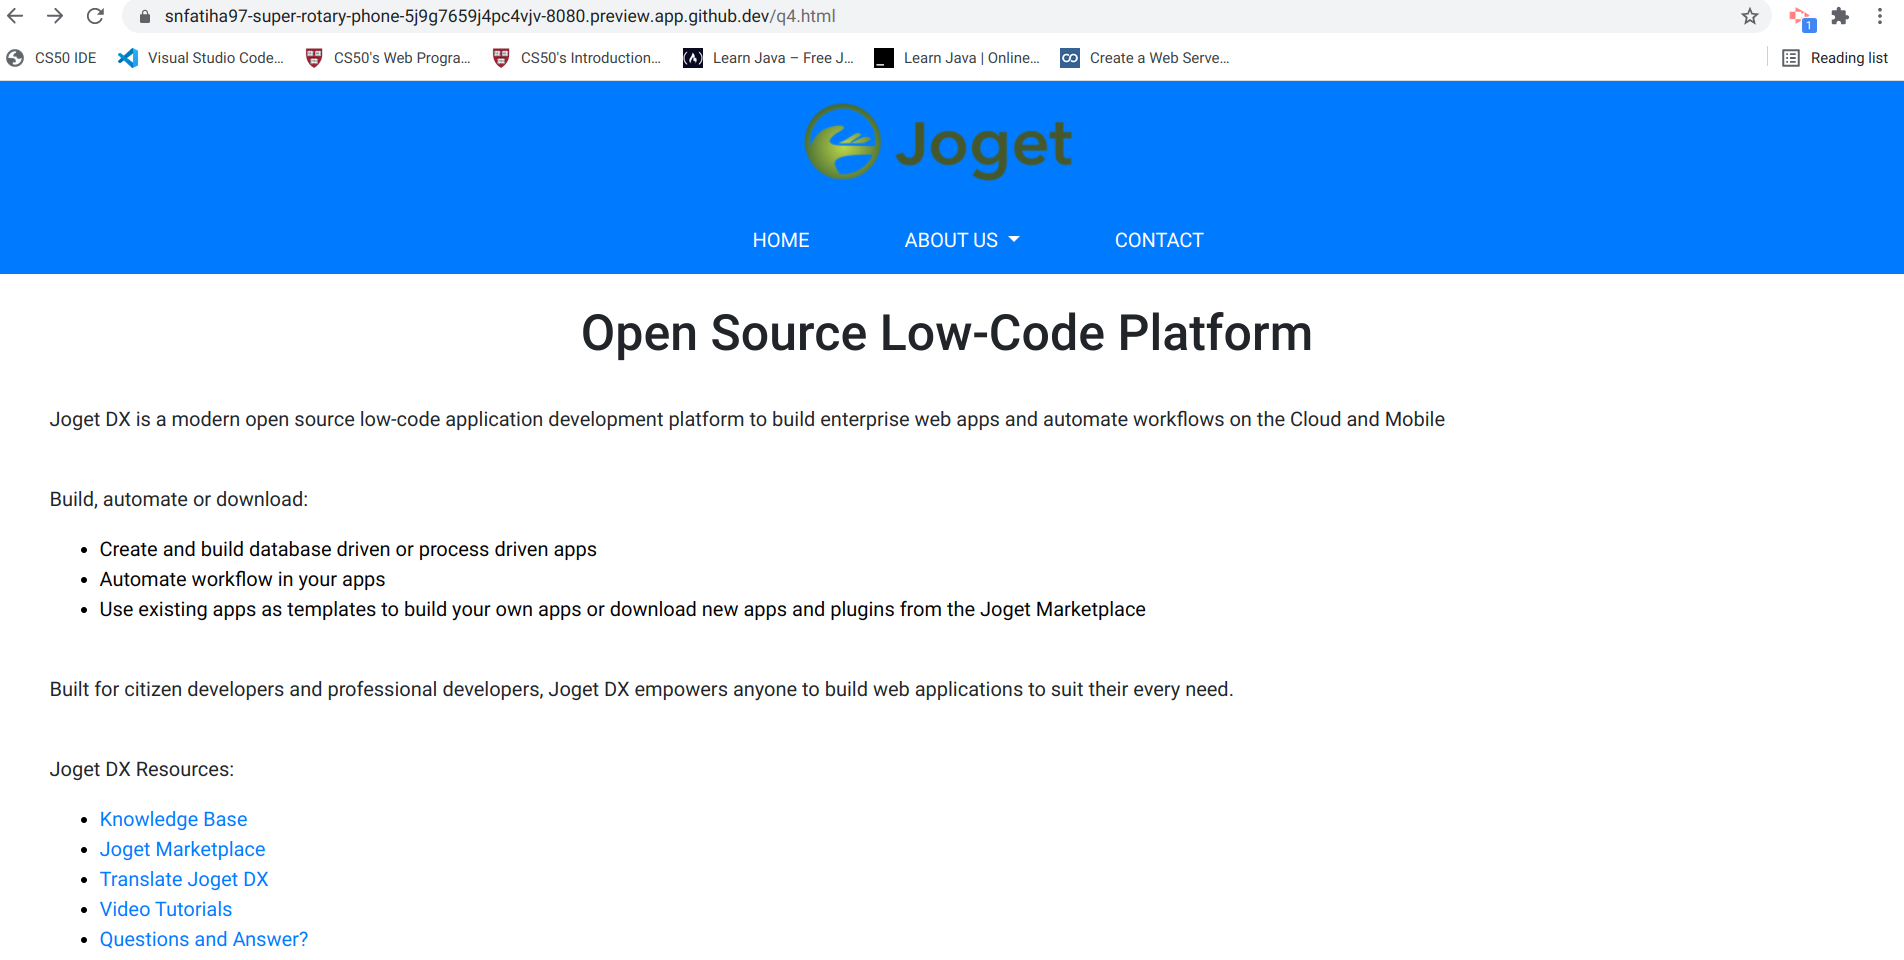 snfatiha97-super-rotary-phone-5j9g7659j4pc4vjv-8080.preview.app.github.dev/q4.html
1
CS50 IDE Visual Studio Code... CS50's Web Progra... CS50's Introduction... Learn Java – Free J... Learn Java | Online... Create a Web Serve... Reading list
Joget
HOME ABOUT US CONTACT
Open Source Low-Code Platform
Joget DX is a modern open source low-code application development platform to build enterprise web apps and automate workflows on the Cloud and Mobile
Build, automate or download:
• Create and build database driven or process driven apps
• Automate workflow in your apps
• Use existing apps as templates to build your own apps or download new apps and plugins from the Joget Marketplace
Built for citizen developers and professional developers, Joget DX empowers anyone to build web applications to suit their every need.
Joget DX Resources:
• Knowledge Base
• Joget Marketplace
• Translate Joget DX
• Video Tutorials
• Questions and Answer?